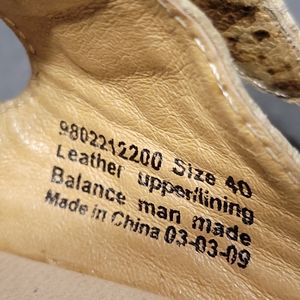 9802212200 Size 40
Leather upper/lining
Balance man made
Made in China 03-03-09